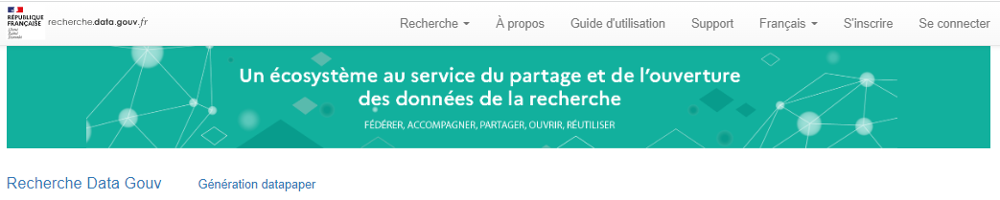 RÉPUBLIQUE
FRANÇAISE
Liberté
Égalité
Fraternité
recherche.data.gouv.fr
Recherche À propos Guide d'utilisation Support Français S'inscrire Se connecter
Un écosystème au service du partage et de l'ouverture
des données de la recherche
FÉDÉRER, ACCOMPAGNER, PARTAGER, OUVRIR, RÉUTILISER
Recherche Data Gouv Génération datapaper